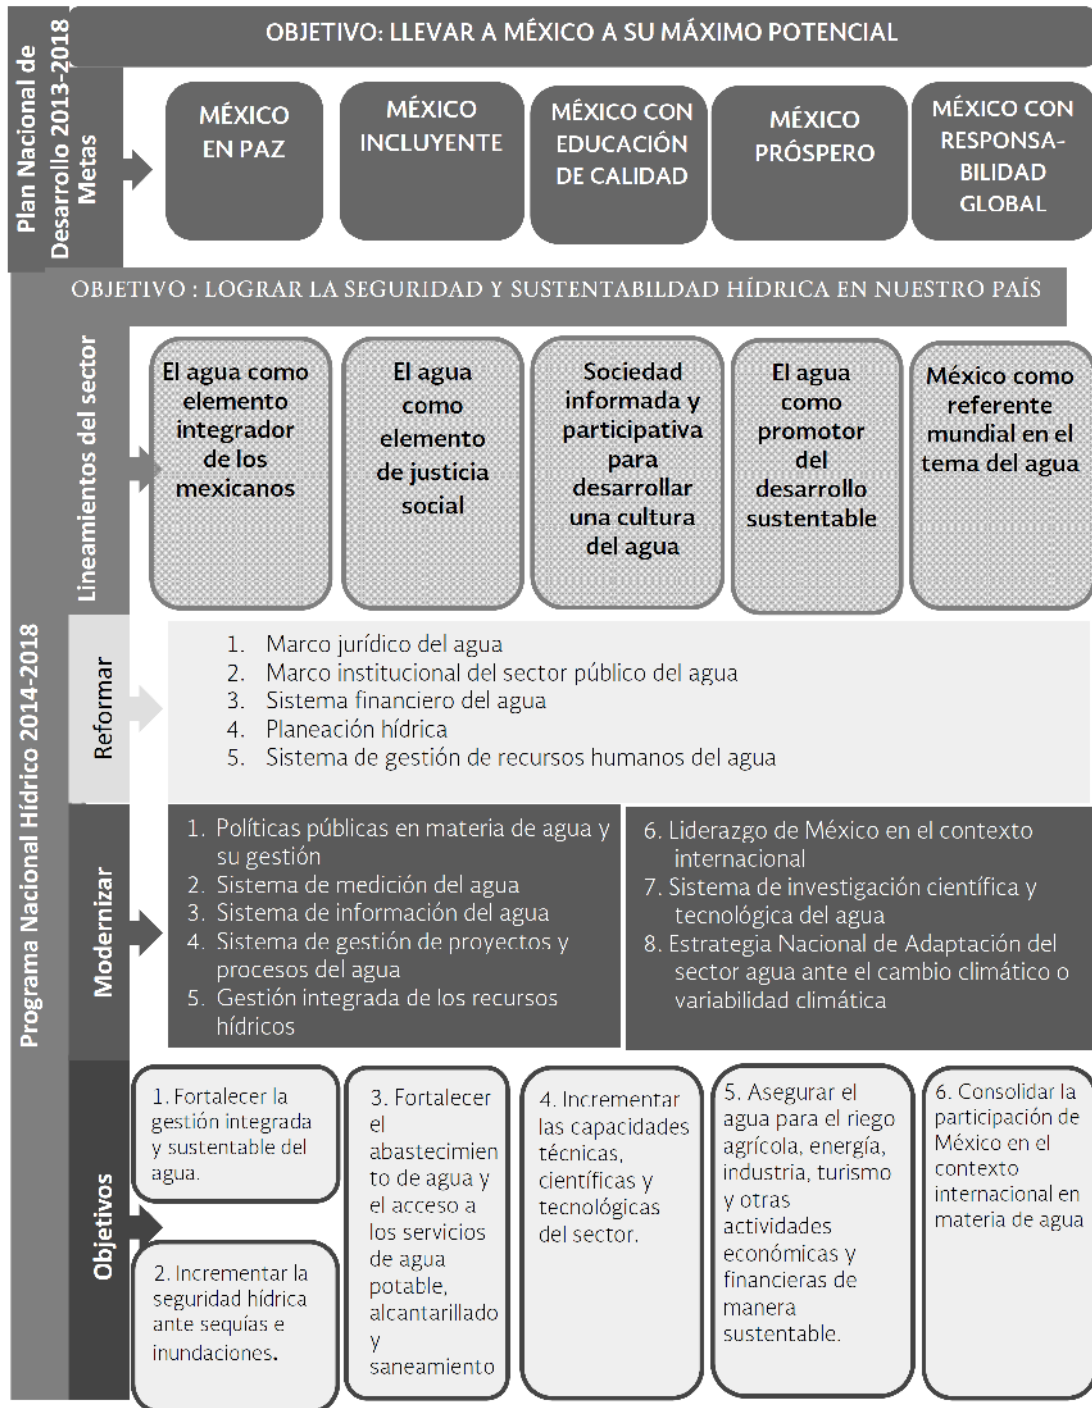 Plan Nacional de
Desarrollo 2013-2018
Metas
OBJETIVO: LLEVAR A MÉXICO A SU MÁXIMO POTENCIAL
MÉXICO
EN PAZ
MÉXICO
INCLUYENTE
MÉXICO CON
EDUCACIÓN
DE CALIDAD
MÉXICO
PRÓSPERO
MÉXICO CON
RESPONSA-
BILIDAD
GLOBAL
Programa Nacional Hídrico 2014-2018
OBJETIVO : LOGRAR LA SEGURIDAD Y SUSTENTABILDAD HÍDRICA EN NUESTRO PAÍS
Lineamientos del sector
El agua como
elemento
integrador
de los
mexicanos
El agua
como
elemento
de justicia
social
Sociedad
informada y
participativa
para
desarrollar
una cultura
del agua
El agua
como
promotor
del
desarrollo
sustentable
México como
referente
mundial en el
tema del agua
Reformar
1. Marco jurídico del agua
2. Marco institucional del sector público del agua
3. Sistema financiero del agua
4. Planeación hídrica
5. Sistema de gestión de recursos humanos del agua
Modernizar
1. Políticas públicas en materia de agua y
su gestión
2. Sistema de medición del agua
3. Sistema de información del agua
4. Sistema de gestión de proyectos y
procesos del agua
5. Gestión integrada de los recursos
hídricos
6. Liderazgo de México en el contexto
internacional
7. Sistema de investigación científica y
tecnológica del agua
8. Estrategia Nacional de Adaptación del
sector agua ante el cambio climático o
variabilidad climática
Objetivos
1. Fortalecer la
gestión integrada
y sustentable del
agua.
2. Incrementar la
seguridad hídrica
ante sequías e
inundaciones.
3. Fortalecer
el
abastecimien
to de agua y
el acceso a
los servicios
de agua
potable,
alcantarillado
y
saneamiento
4. Incrementar
las capacidades
técnicas,
científicas y
tecnológicas
del sector.
5. Asegurar el
agua para el riego
agrícola, energía,
industria, turismo
y otras
actividades
económicas y
financieras de
manera
sustentable.
6. Consolidar la
participación de
México en el
contexto
internacional en
materia de agua